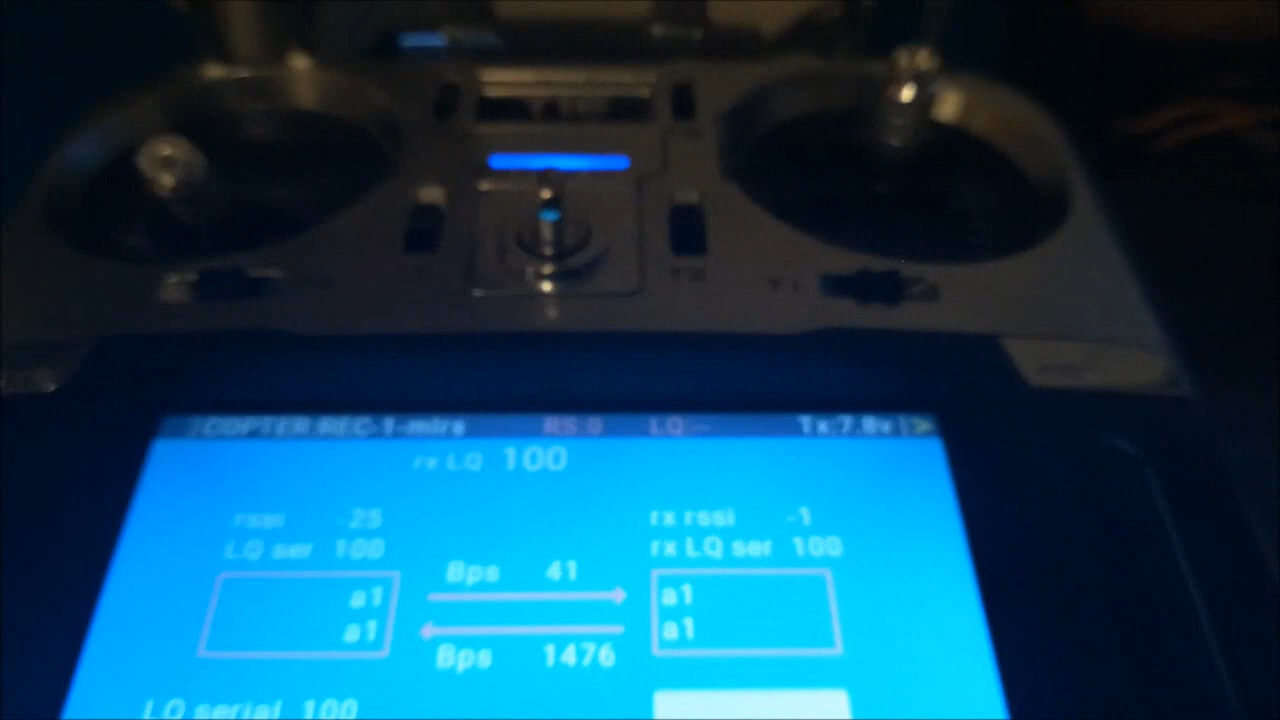 COPTER:REC-1-mlrs RS:0 LQ:-- Tx:7.8v
rx LQ 100
rssi -25 rx rssi -1
LQ ser 100 rx LQ ser 100
Bps 41
a1 a1
a1 a1
Bps 1476
LQ serial 100